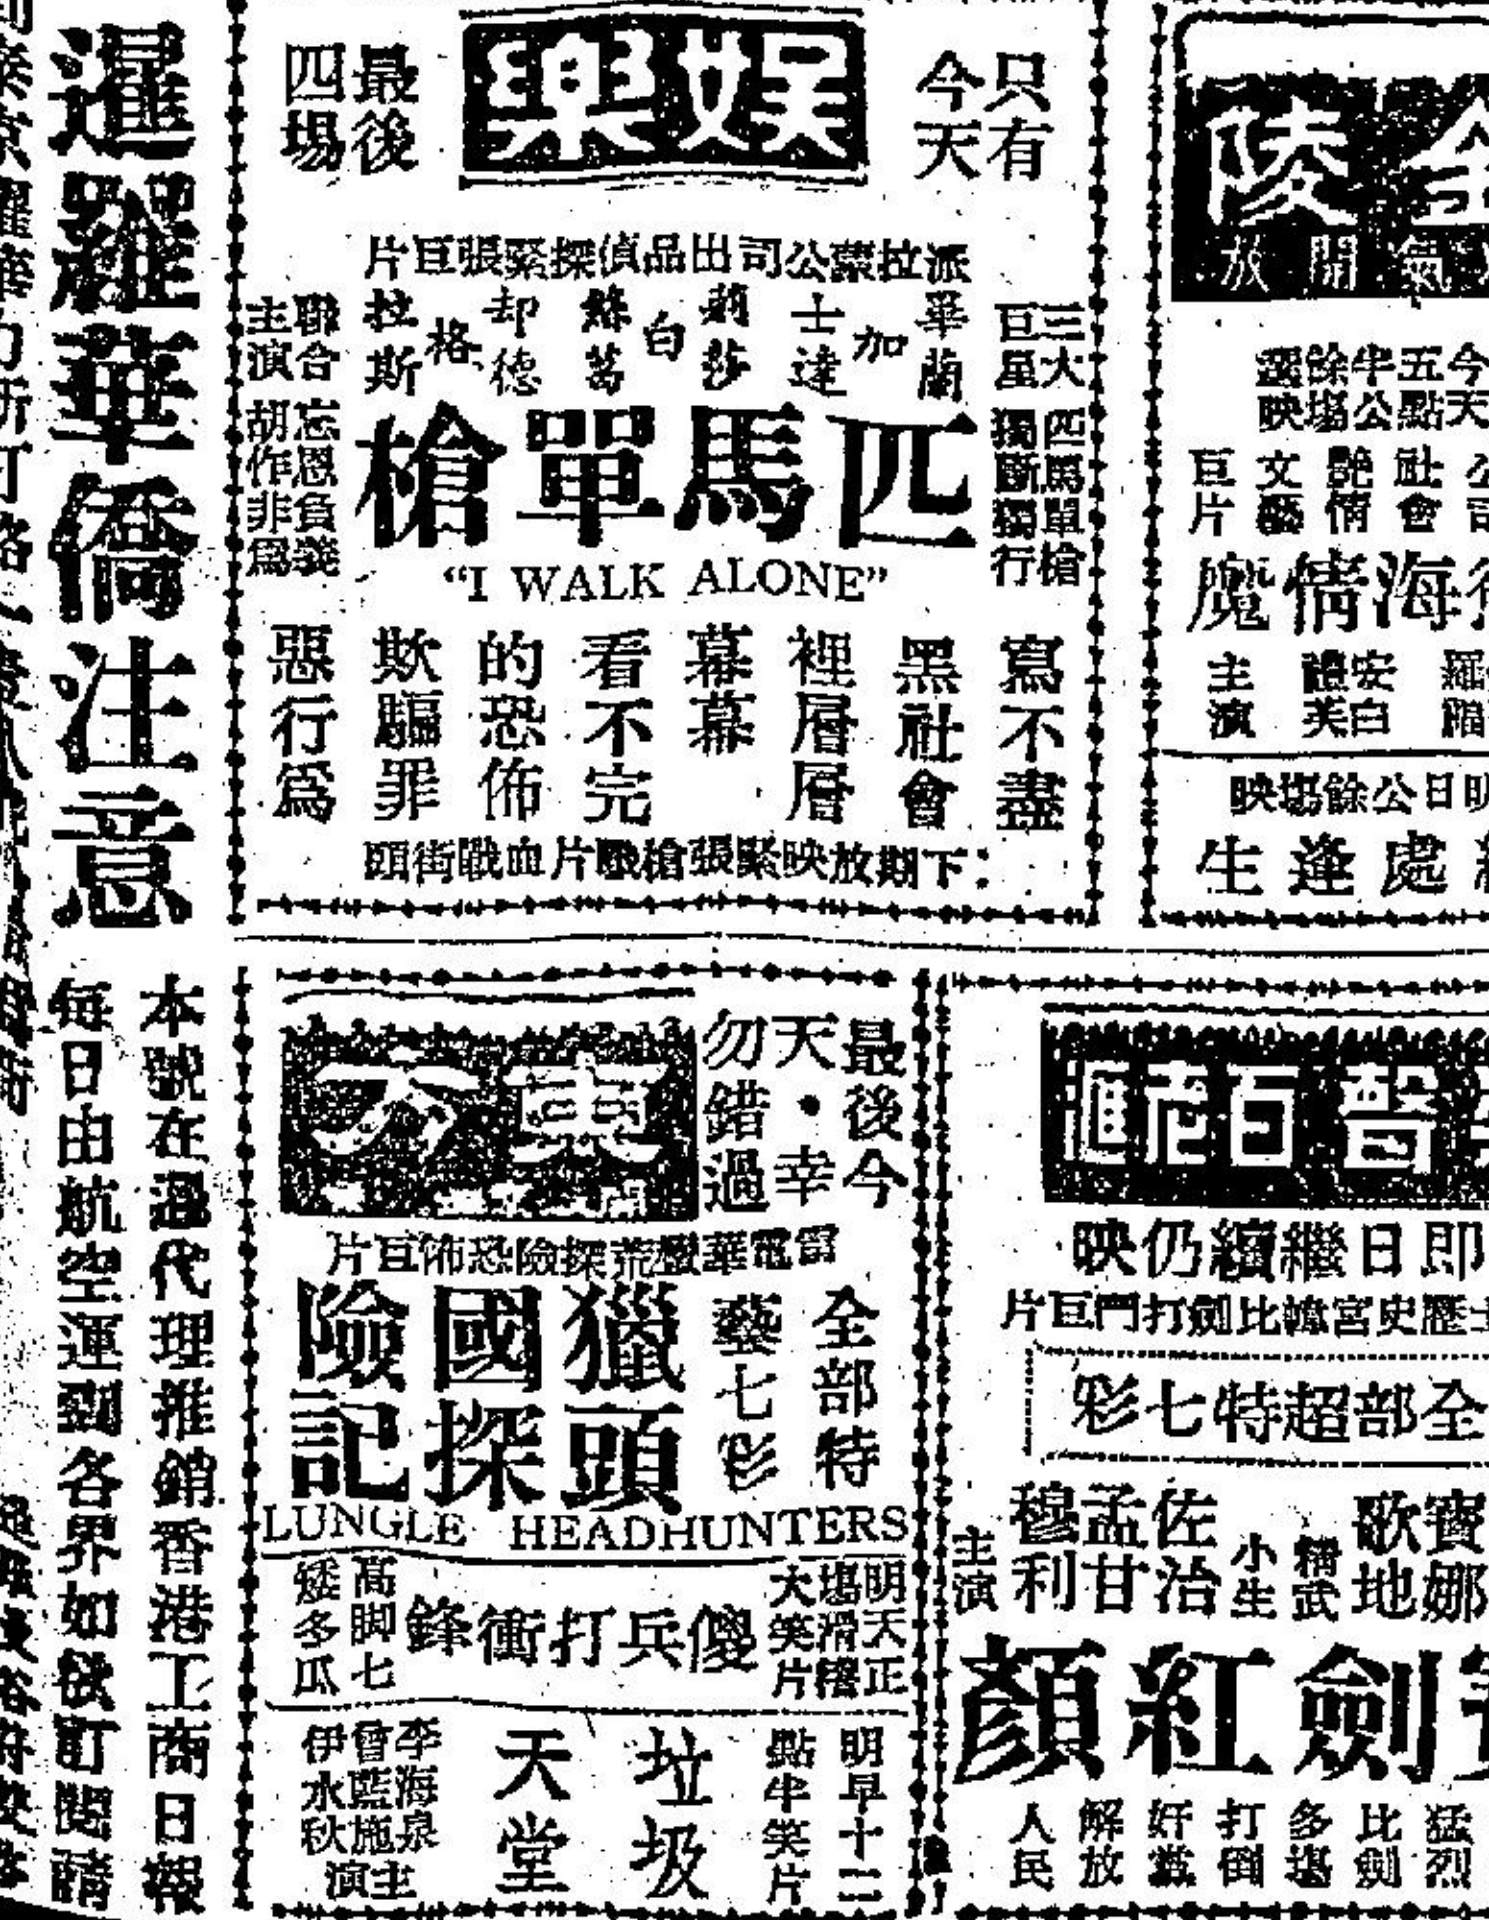 暹羅華僑注意
本號在暹代理推銷香港工商日報
每日由航空運到各界如欲訂閱請
娛樂
只有今天
最後四場
派拉蒙公司出品偵探緊張巨片
三大巨星
畢蘭加士達
莉莎白蘇葛
却德格拉斯
聯合主演
匹馬單槍
"I WALK ALONE"
匹馬單槍獨斷獨行
忘恩負義胡作非為
寫不盡黑社會裡層層幕幕
看不完的恐怖欺騙罪惡行為
下期放映緊張槍戰片血戰街頭
金陵
今天五點半公餘場選映
社會艷情文藝巨片
海情魔
主演
明日公餘場映
處逢生
東方
最後今天·幸勿錯過
雷電華蠻荒探險恐怖巨片
全部特藝七彩
獵頭國探險記
LUNGLE HEADHUNTERS
明天正場滑稽大笑片
傻兵打衝鋒
高脚七
矮多瓜
明早十二點半笑片
垃圾天堂
李海泉
曾藍施
伊水秋
主演
百老匯
即日繼續仍映
歷史宮幃比劍打鬥巨片
全部超特七彩
寶娜
歌地
精武小生
佐治
孟甘
穆利
主演
劍紅顏
猛烈比劍
多場打倒
奸黨解放
人民